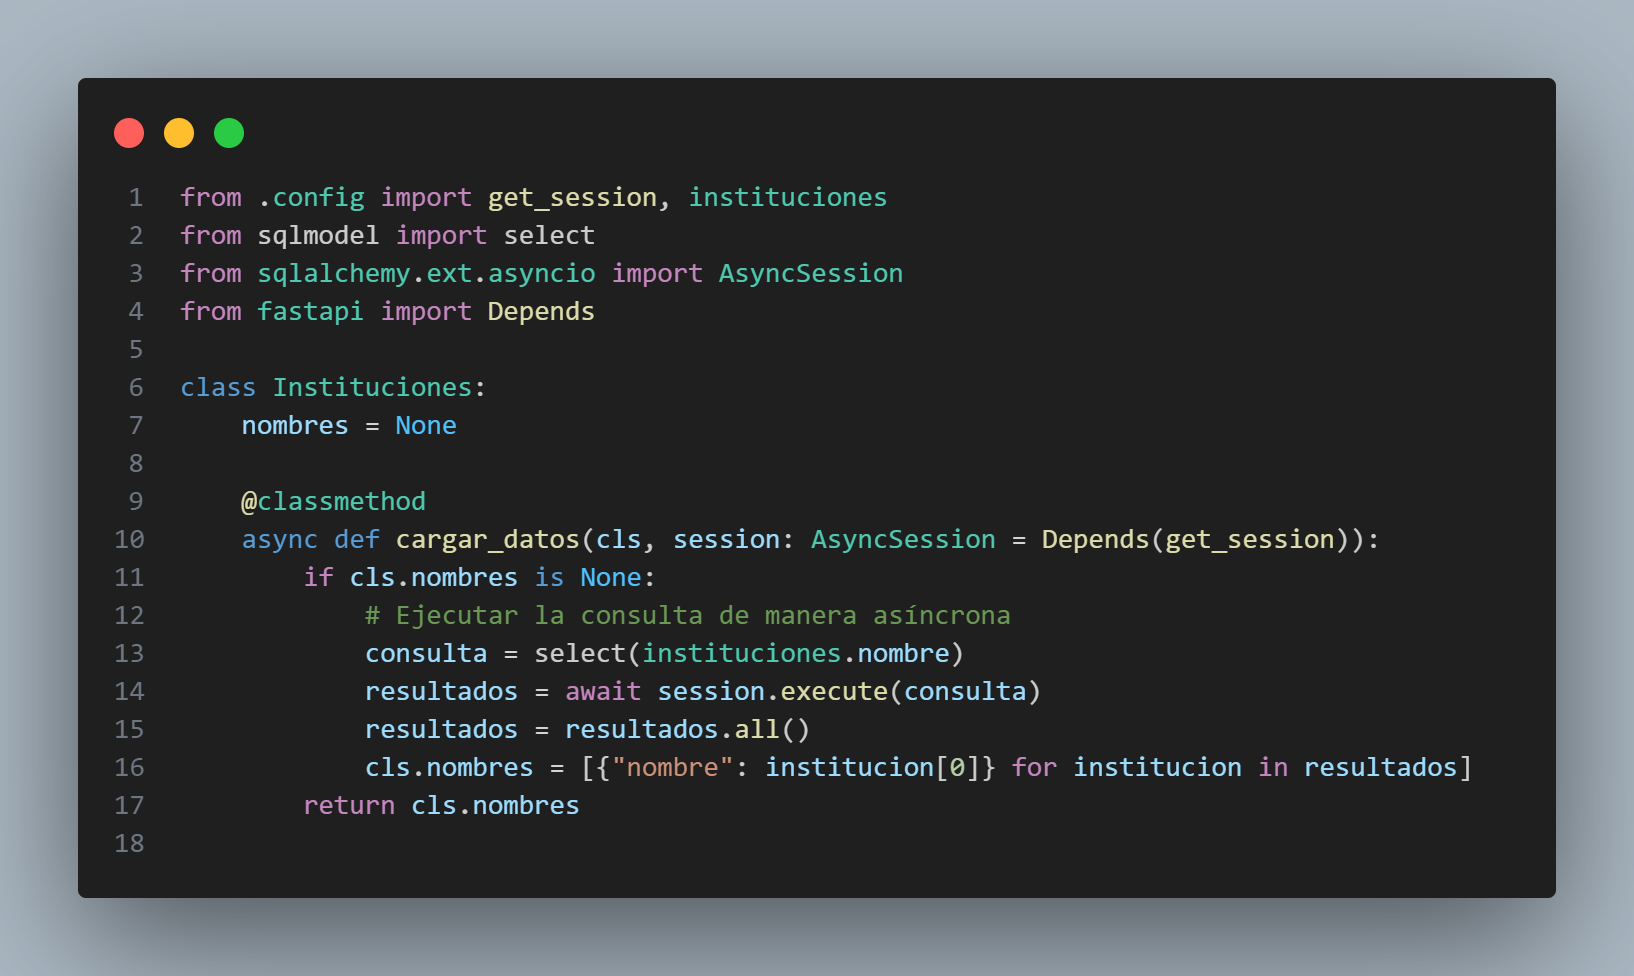 1 from .config import get_session, instituciones
2 from sqlmodel import select
3 from sqlalchemy.ext.asyncio import AsyncSession
4 from fastapi import Depends
5
6 class Instituciones:
7     nombres = None
8
9     @classmethod
10     async def cargar_datos(cls, session: AsyncSession = Depends(get_session)):
11         if cls.nombres is None:
12             # Ejecutar la consulta de manera asíncrona
13             consulta = select(instituciones.nombre)
14             resultados = await session.execute(consulta)
15             resultados = resultados.all()
16             cls.nombres = [{"nombre": institucion[0]} for institucion in resultados]
17         return cls.nombres
18